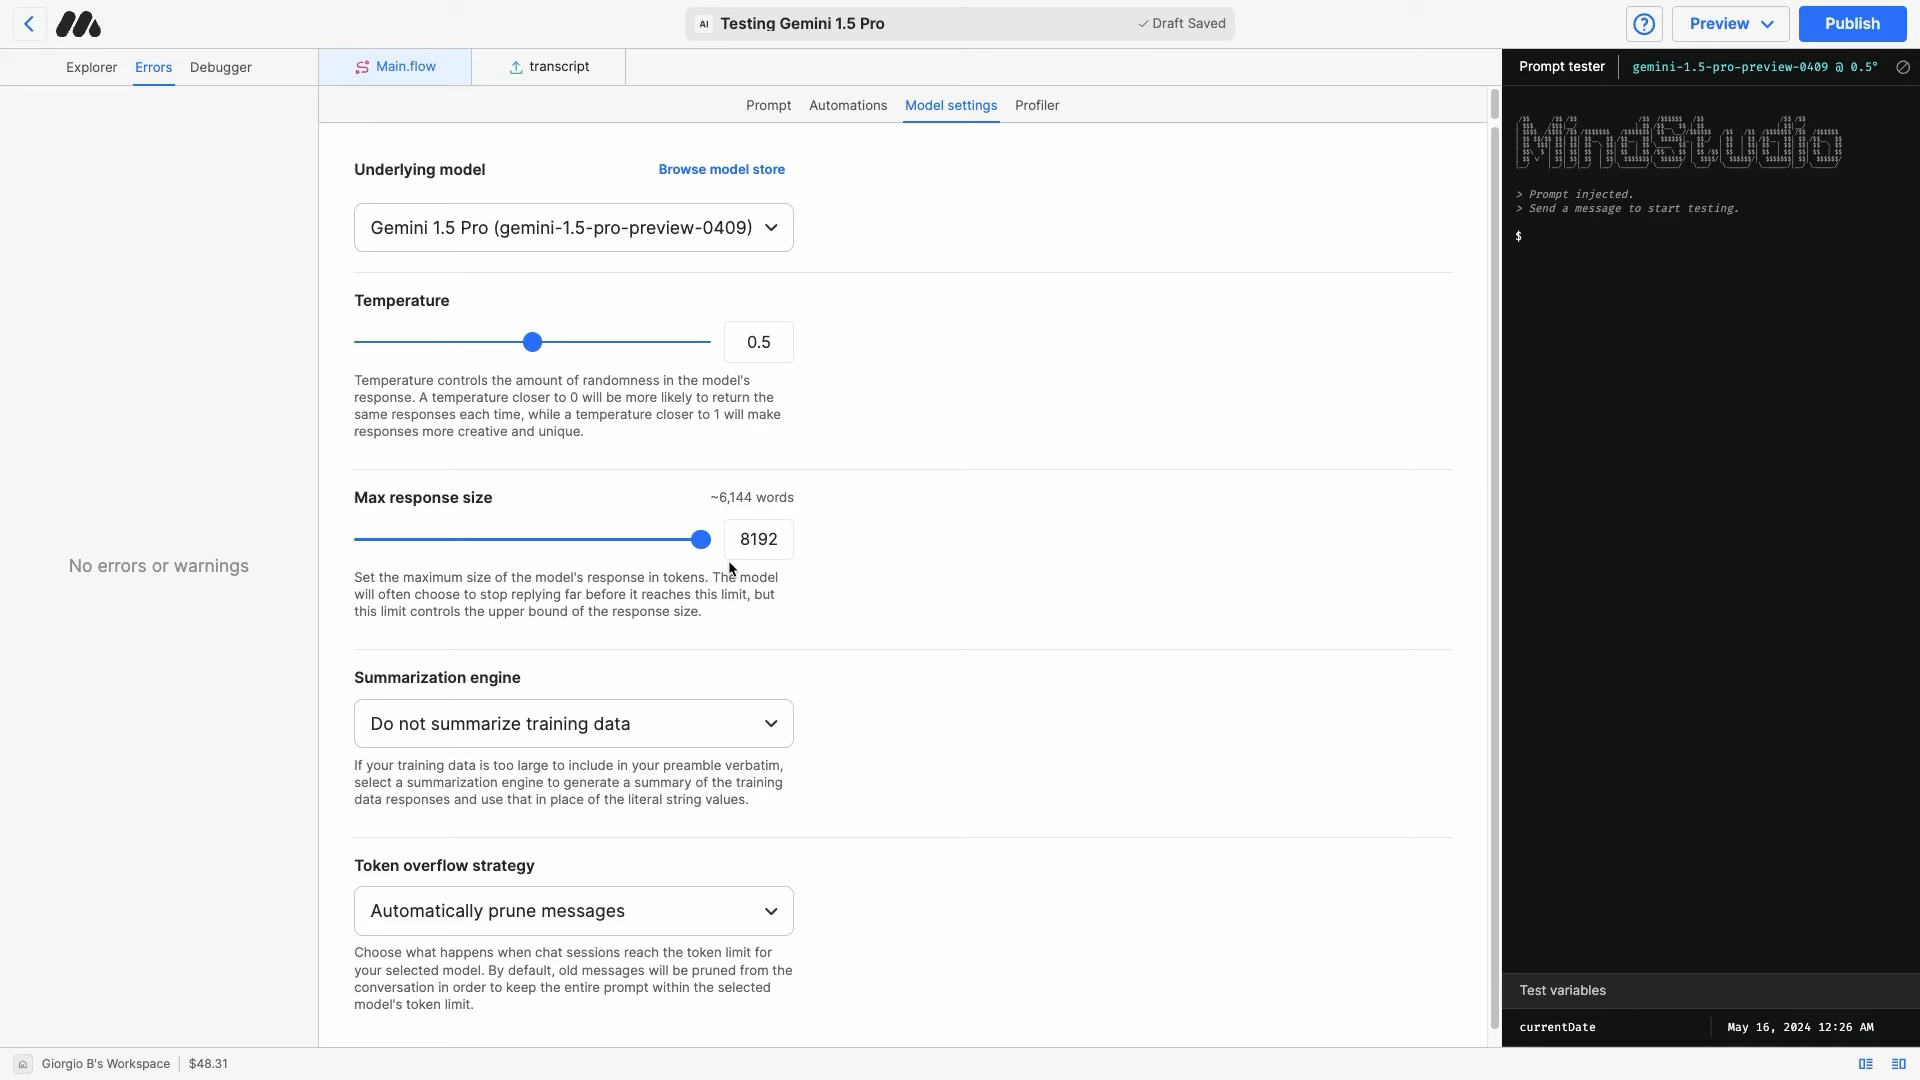 AI Testing Gemini 1.5 Pro
Draft Saved
Preview
Publish
Explorer
Errors
Debugger
Main.flow
transcript
Prompt tester
gemini-1.5-pro-preview-0409 @ 0.5°
Prompt
Automations
Model settings
Profiler
No errors or warnings
Underlying model
Browse model store
Gemini 1.5 Pro (gemini-1.5-pro-preview-0409)
Temperature
0.5
Temperature controls the amount of randomness in the model's
response. A temperature closer to 0 will be more likely to return the
same responses each time, while a temperature closer to 1 will make
responses more creative and unique.
Max response size
~6,144 words
8192
Set the maximum size of the model's response in tokens. The model
will often choose to stop replying far before it reaches this limit, but
this limit controls the upper bound of the response size.
Summarization engine
Do not summarize training data
If your training data is too large to include in your preamble verbatim,
select a summarization engine to generate a summary of the training
data responses and use that in place of the literal string values.
Token overflow strategy
Automatically prune messages
Choose what happens when chat sessions reach the token limit for
your selected model. By default, old messages will be pruned from the
conversation in order to keep the entire prompt within the selected
model's token limit.
MindStudio
> Prompt injected.
> Send a message to start testing.
$
Test variables
currentDate
May 16, 2024 12:26 AM
Giorgio B's Workspace
$48.31